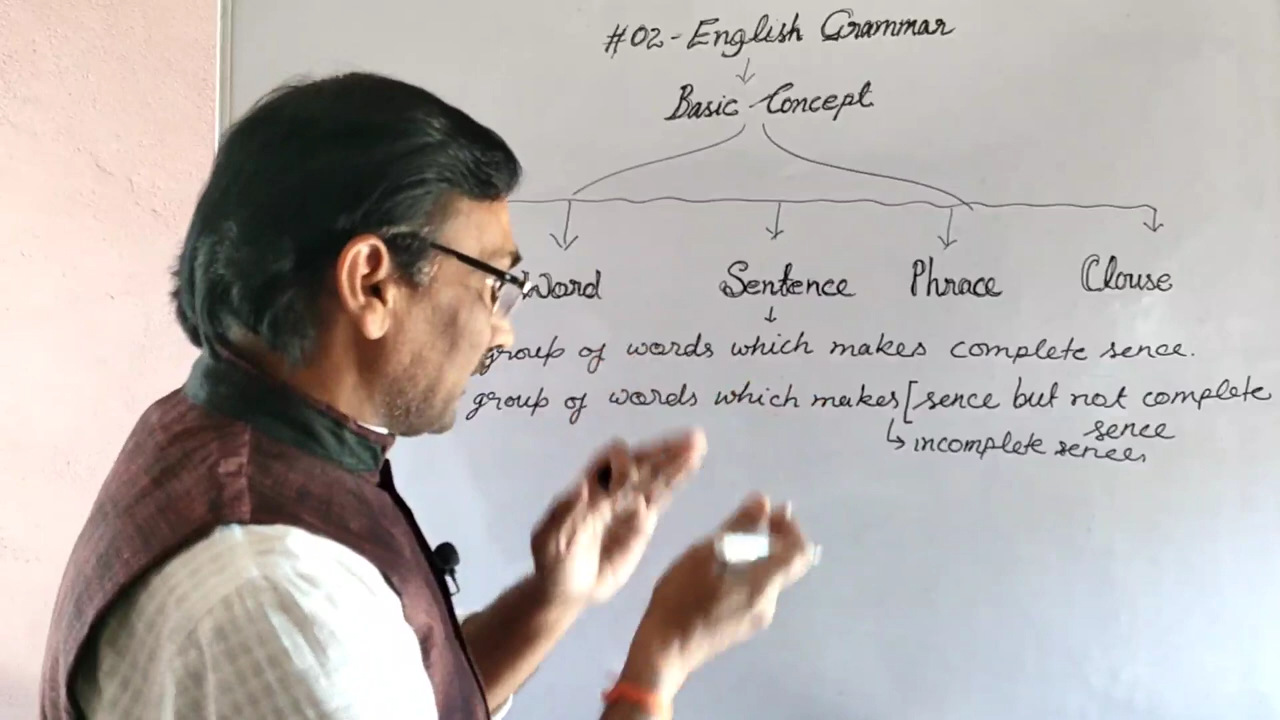 #02-English Grammar
Basic Concept
Word Sentence Phrace Clouse
group of words which makes complete sence.
group of words which makes [sence but not complete
sence
↳ incomplete sence.